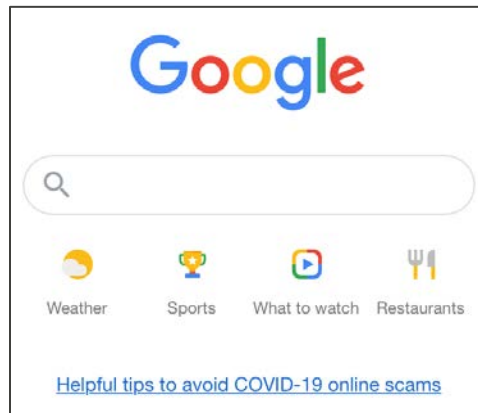 Google
Weather Sports What to watch Restaurants
Helpful tips to avoid COVID-19 online scams